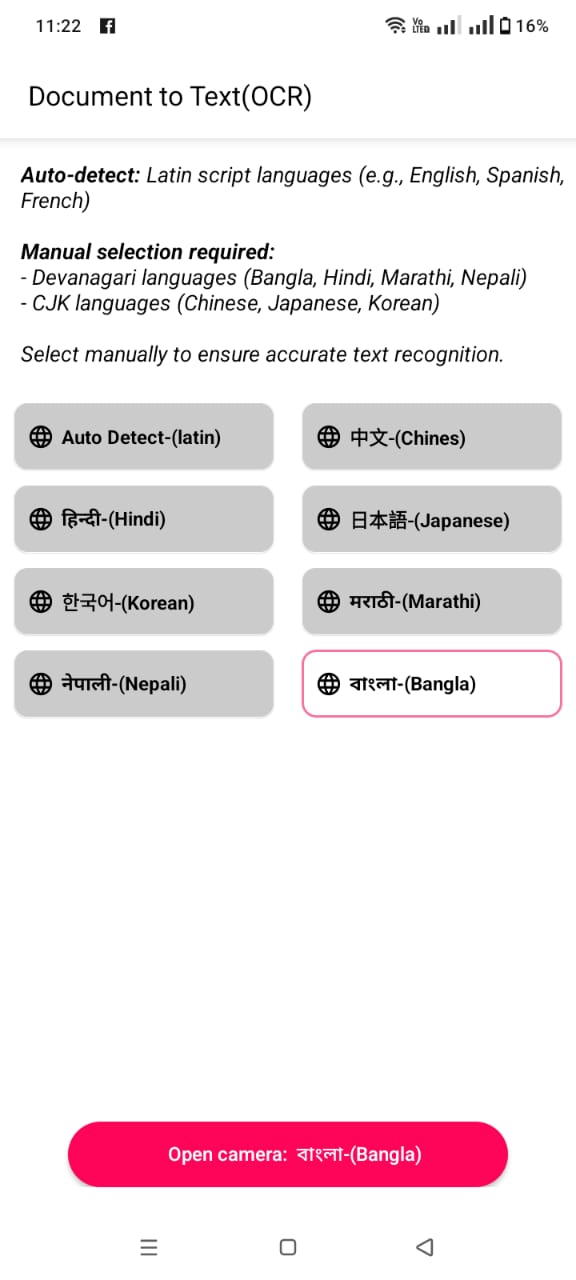 11:22
Vo
LTED
16%
Document to Text(OCR)
Auto-detect: Latin script languages (e.g., English, Spanish,
French)
Manual selection required:
- Devanagari languages (Bangla, Hindi, Marathi, Nepali)
- CJK languages (Chinese, Japanese, Korean)
Select manually to ensure accurate text recognition.
Auto Detect-(latin)
中文-(Chines)
हिन्दी-(Hindi)
日本語-(Japanese)
한국어-(Korean)
मराठी-(Marathi)
नेपाली-(Nepali)
বাংলা-(Bangla)
Open camera: বাংলা-(Bangla)